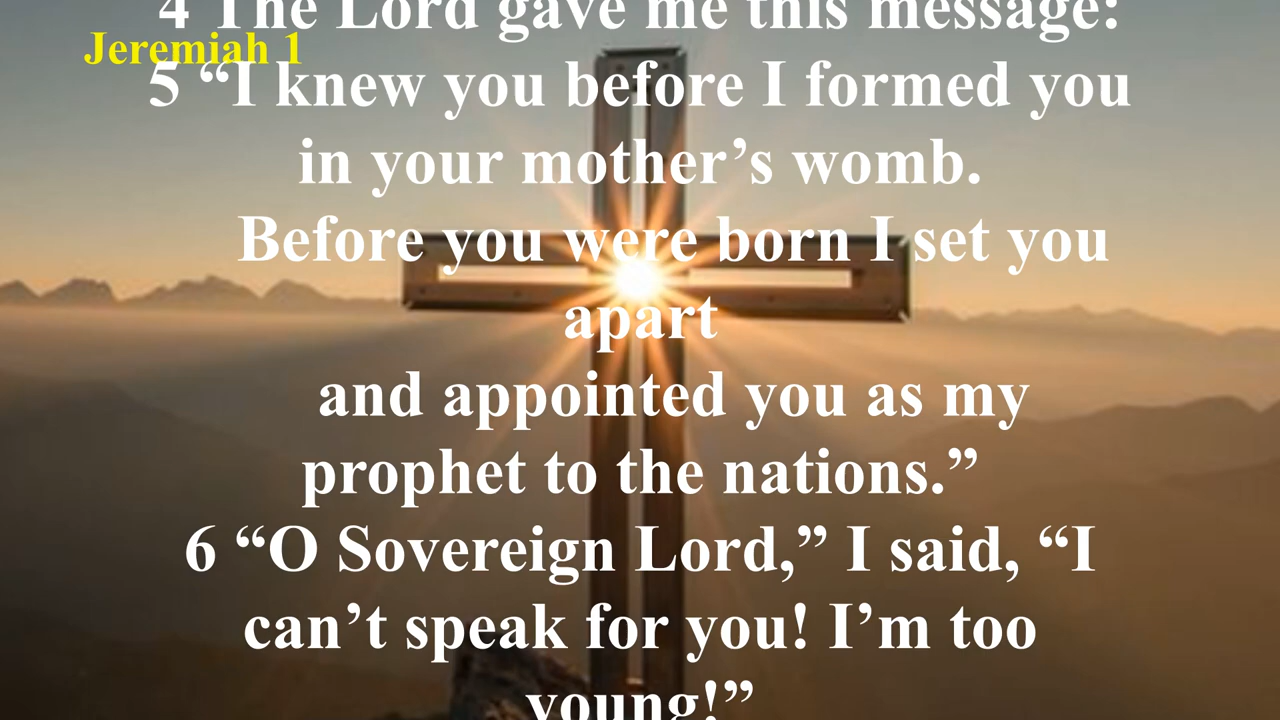 4 The Lord gave me this message:
Jeremiah 1
5 “I knew you before I formed you
in your mother’s womb.
Before you were born I set you
apart
and appointed you as my
prophet to the nations.”
6 “O Sovereign Lord,” I said, “I
can’t speak for you! I’m too
young!”